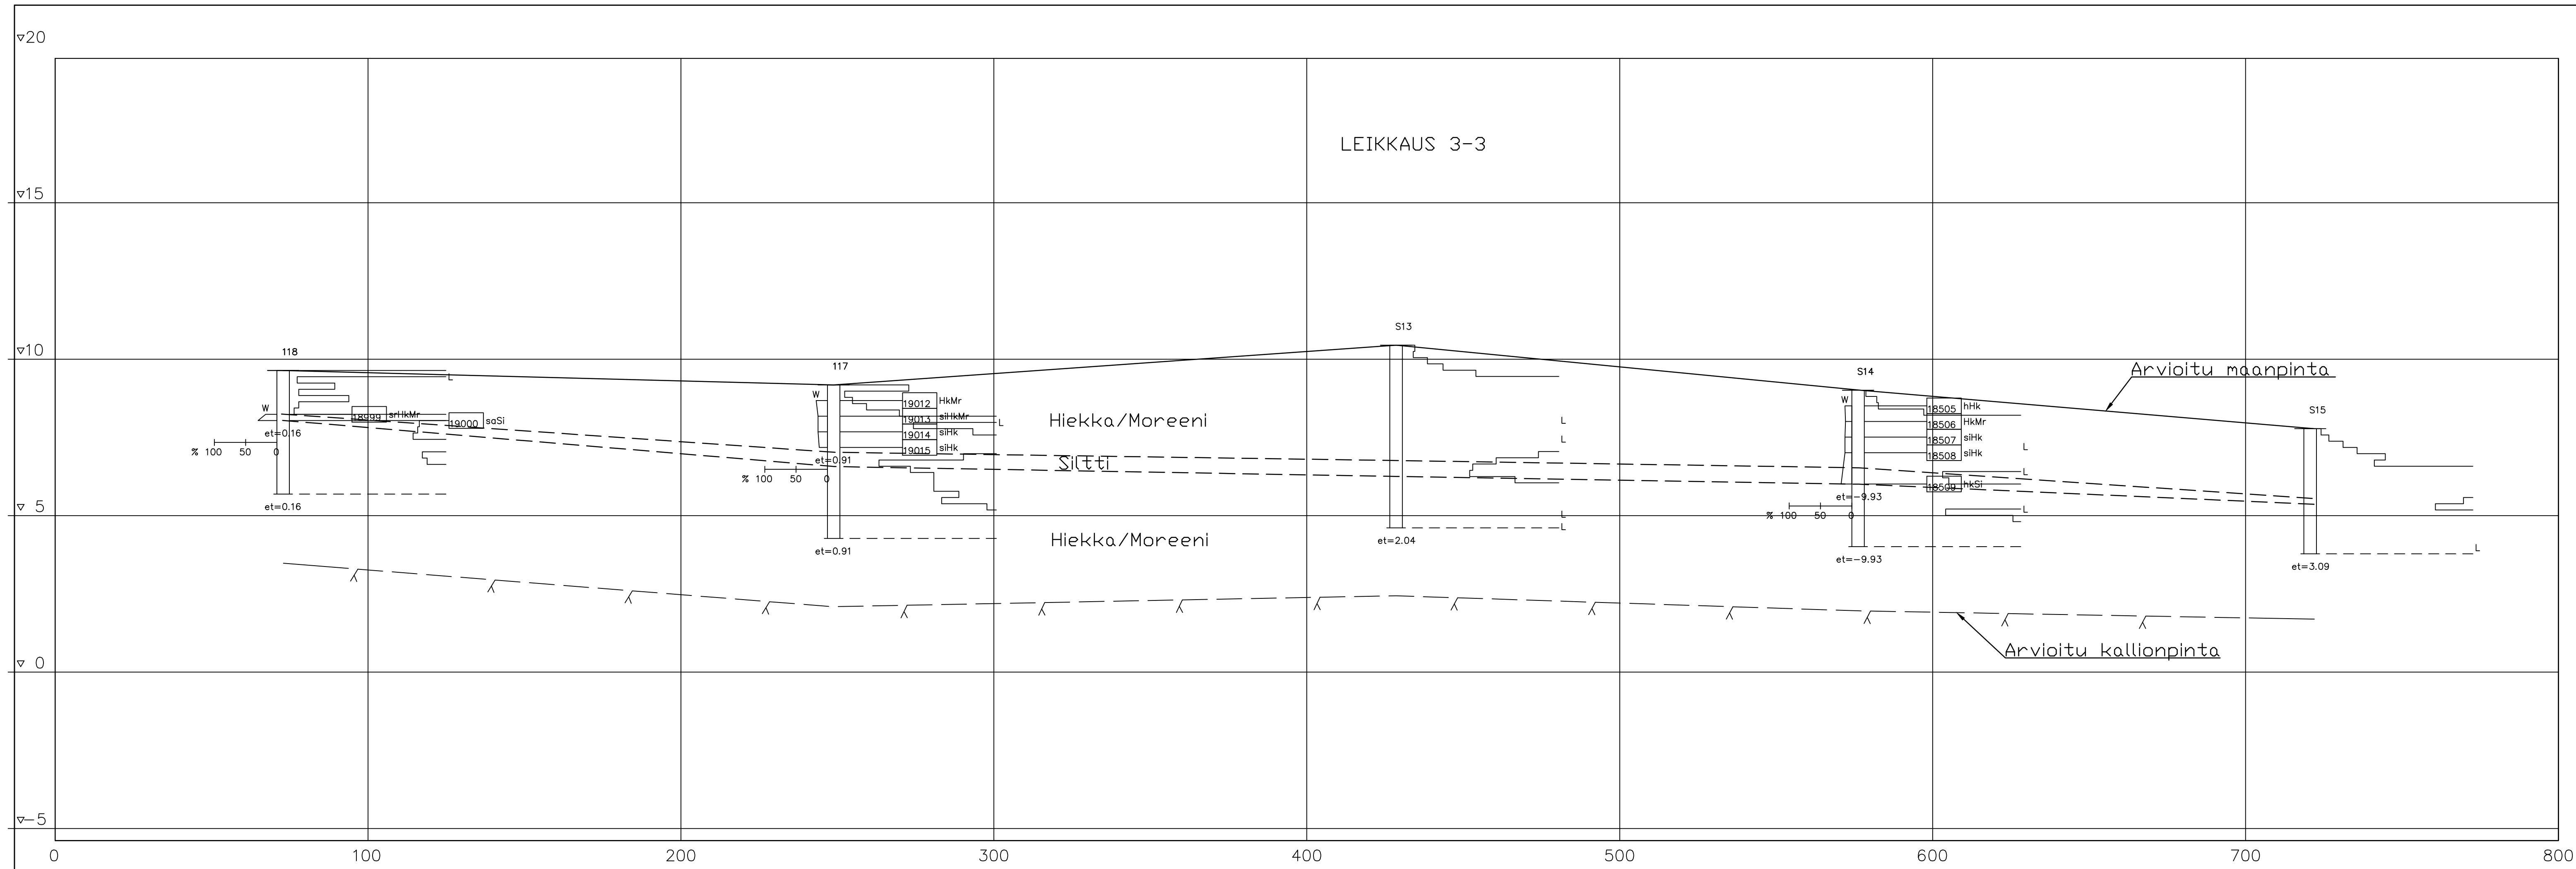 ▽20
LEIKKAUS 3-3
▽15
S13
▽10
118
117
S14
Arvioitu maanpinta
S15
L
W
18999 srHkMr
19000 saSi
et=0.16
% 100 50 0
et=0.16
W
19012 HkMr
19013 siHkMr
L
19014 siHk
19015 siHk
et=0.91
% 100 50 0
et=0.91
Hiekka/Moreeni
Siltti
Hiekka/Moreeni
L
L
L
L
et=2.04
W
18505 hHk
18506 HkMr
18507 siHk
18508 siHk
L
L
18509 hkSi
et=-9.93
% 100 50 0
L
et=-9.93
L
et=3.09
▽ 5
Arvioitu kallionpinta
▽ 0
▽-5
0 100 200 300 400 500 600 700 800